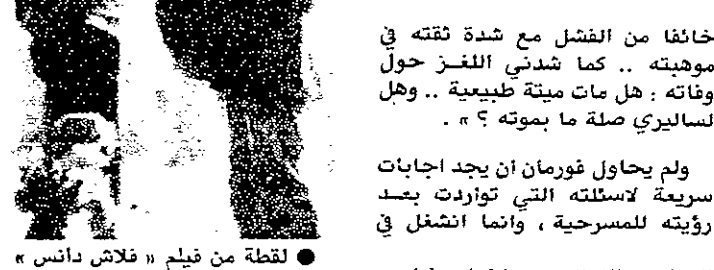 خائفا من الفشل مع شدة ثقته في
موهبته .. كما شدني اللغز حول
وفاته : هل مات ميتة طبيعية .. وهل
لساليري صلة ما بموته ؟ » .
ولم يحاول فورمان ان يجد اجابات
سريعة لاسئلته التي تواردت بعد
رؤيته للمسرحية ، وانما انشغل في
● لقطة من فيلم « فلاش دانس »